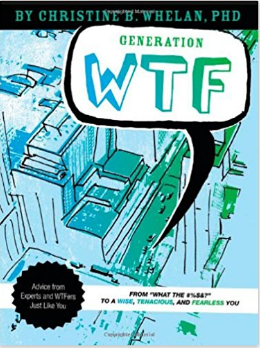 BY CHRISTINE B. WHELAN, PHD
GENERATION
WTF
Advice from
Experts and WTFers
Just Like You
FROM "WHAT THE #%$&?"
TO A WISE, TENACIOUS, AND FEARLESS YOU